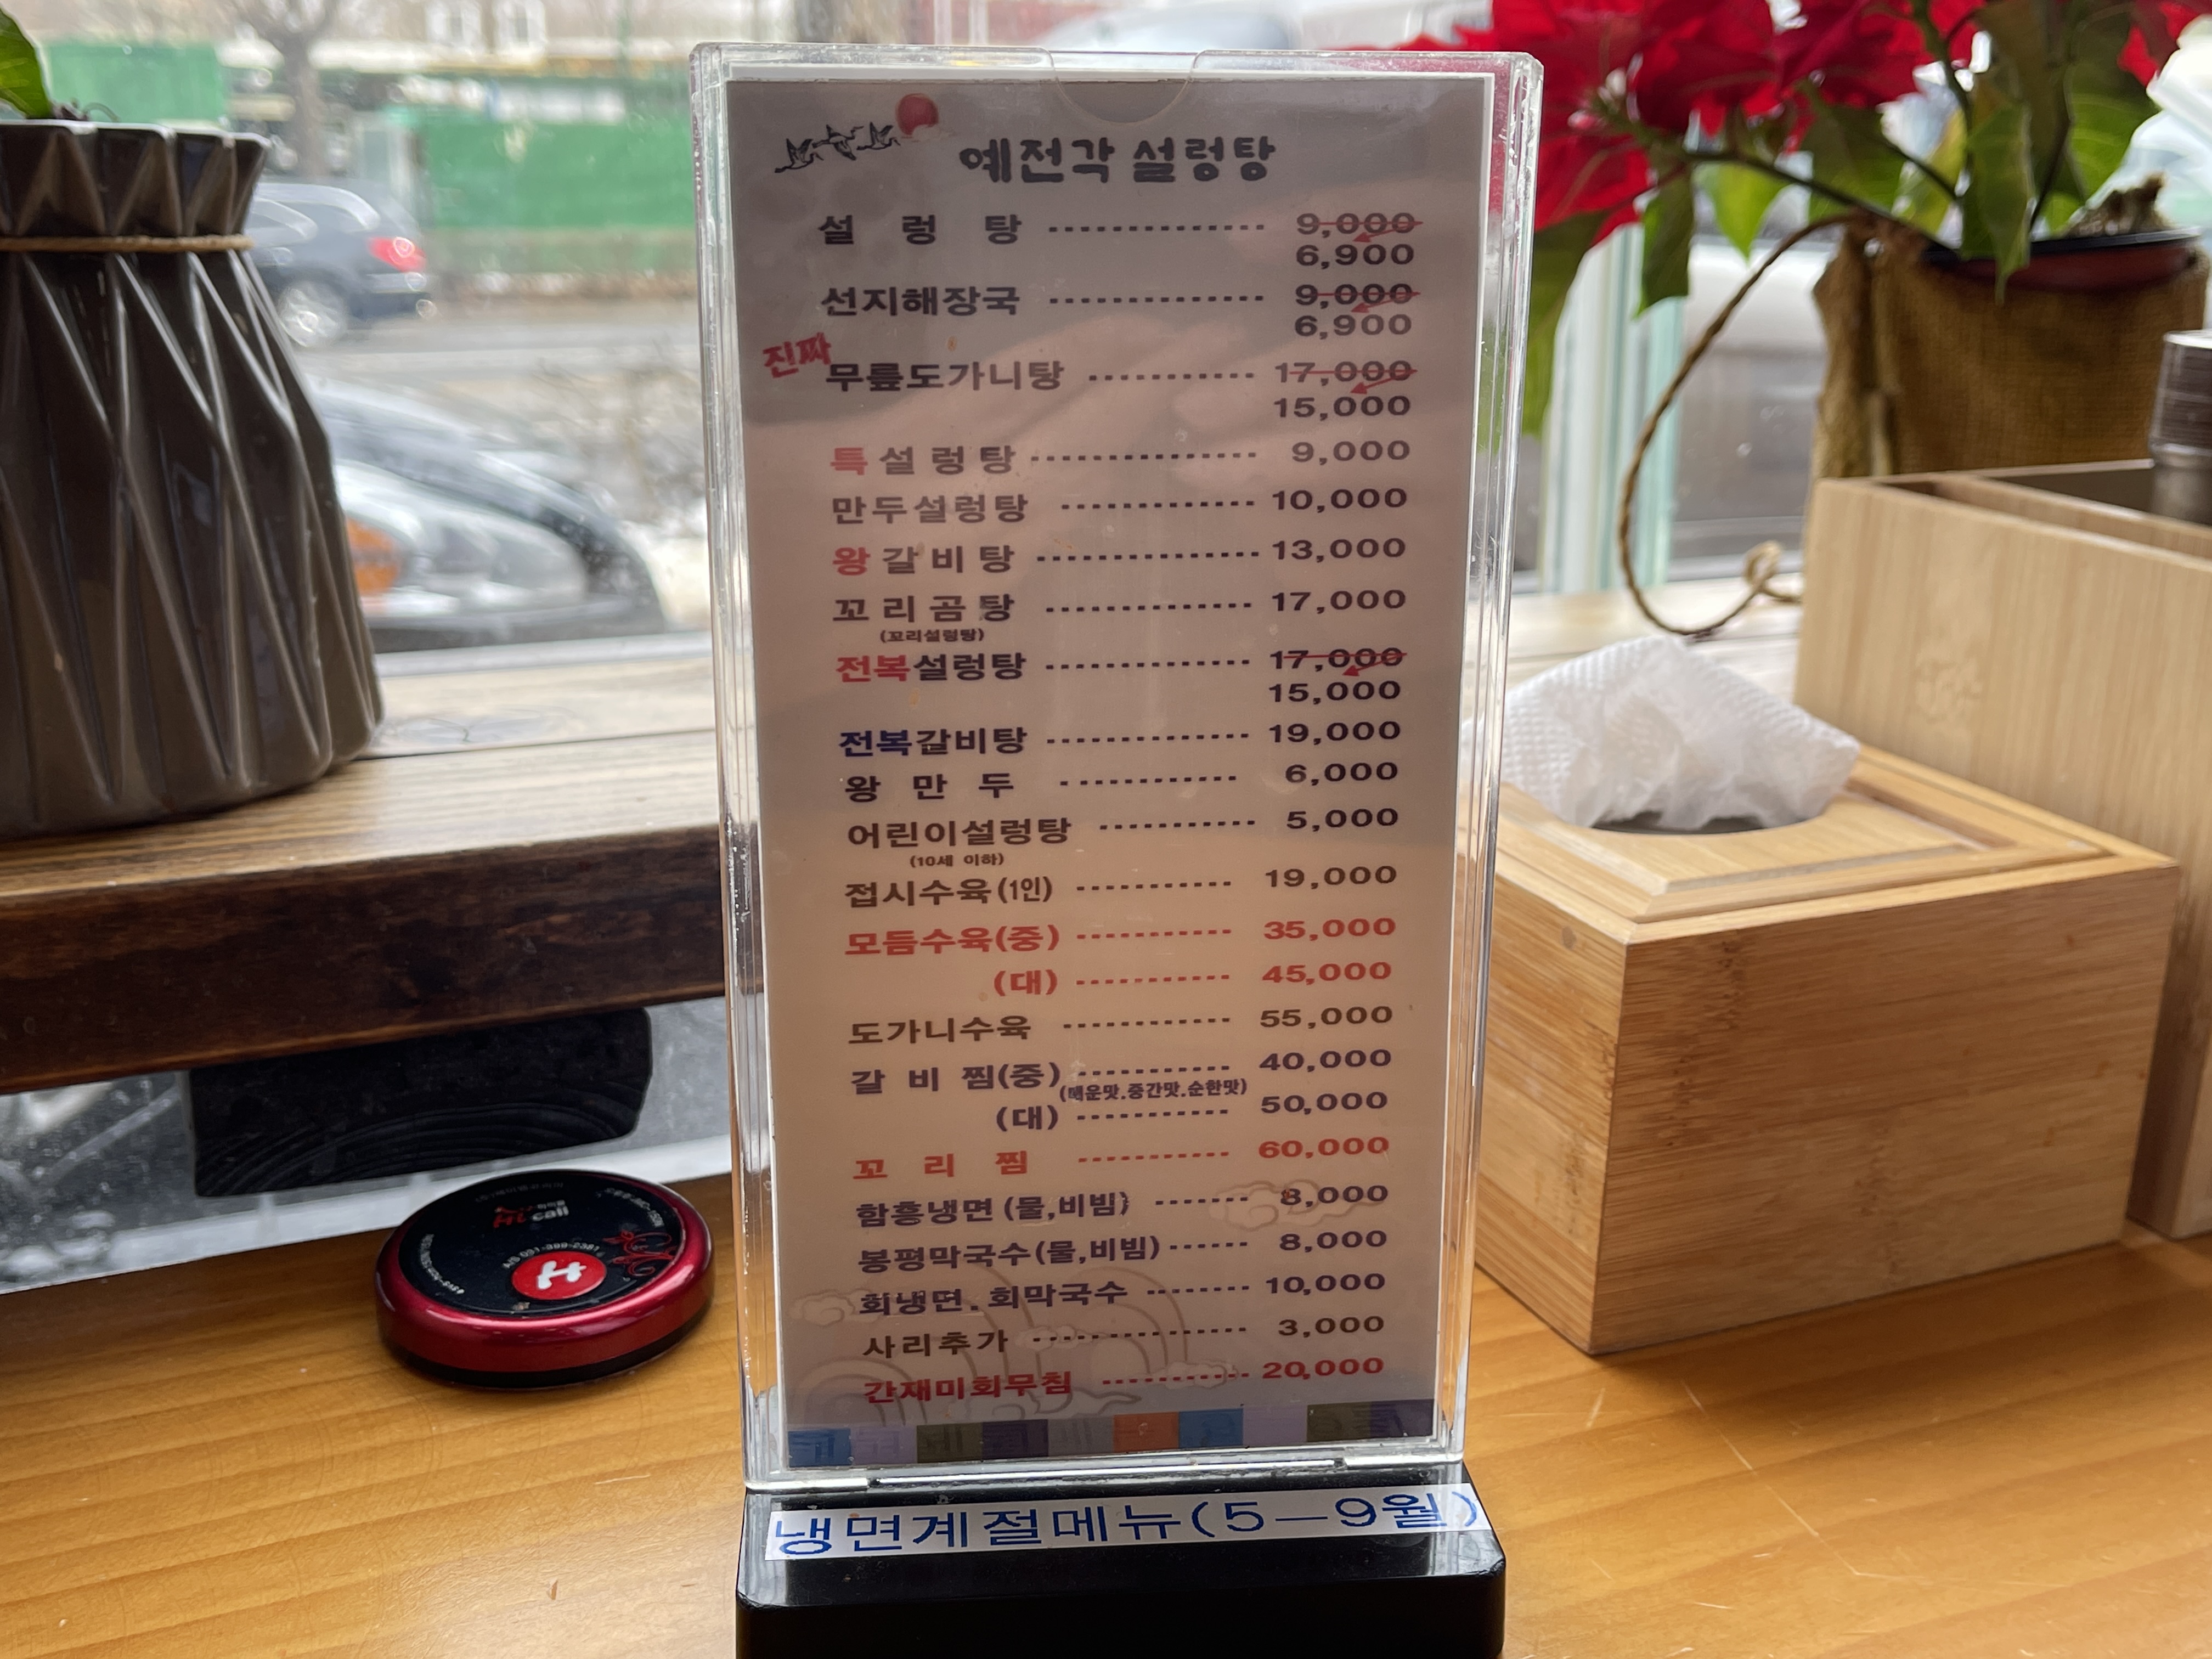 예전각 설렁탕
설 렁 탕 9,000
6,900
선지해장국 9,000
6,900
진짜
무릎도가니탕 17,000
15,000
특설렁탕 9,000
만두설렁탕 10,000
왕갈비탕 13,000
꼬리곰탕 17,000
(꼬리설렁탕)
전복설렁탕 17,000
15,000
전복갈비탕 19,000
왕 만 두 6,000
어린이설렁탕 5,000
(10세 이하)
접시수육(1인) 19,000
모듬수육(중) 35,000
(대) 45,000
도가니수육 55,000
갈 비 찜(중) 40,000
(매운맛.중간맛.순한맛)
(대) 50,000
꼬 리 찜 60,000
함흥냉면(물,비빔) 8,000
봉평막국수(물,비빔) 8,000
회냉면.회막국수 10,000
사리추가 3,000
간재미회무침 20,000
냉면계절메뉴(5-9월)
Hi call
A/S 031-399-2361